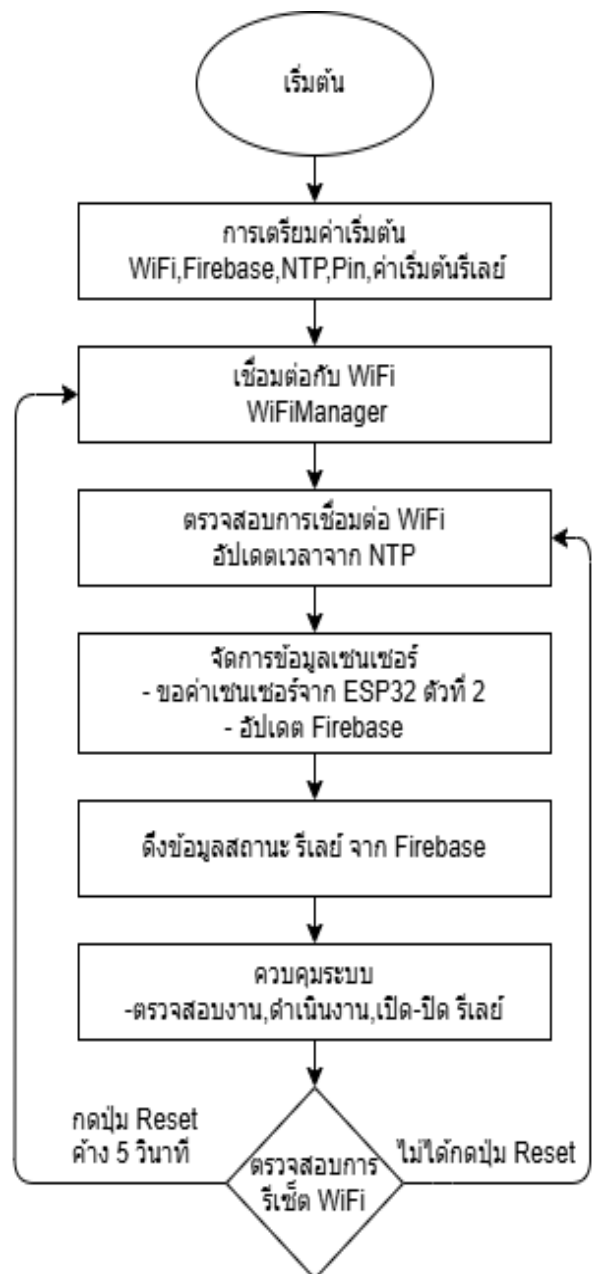 เริ่มต้น
การเตรียมค่าเริ่มต้น
WiFi,Firebase,NTP,Pin,ค่าเริ่มต้นรีเลย์
เชื่อมต่อกับ WiFi
WiFiManager
ตรวจสอบการเชื่อมต่อ WiFi
อัปเดตเวลาจาก NTP
จัดการข้อมูลเซนเซอร์
- ขอค่าเซนเซอร์จาก ESP32 ตัวที่ 2
- อัปเดต Firebase
ดึงข้อมูลสถานะ รีเลย์ จาก Firebase
ควบคุมระบบ
-ตรวจสอบงาน,ดำเนินงาน,เปิด-ปิด รีเลย์
กดปุ่ม Reset
ค้าง 5 วินาที
ตรวจสอบการ
รีเซ็ต WiFi
ไม่ได้กดปุ่ม Reset